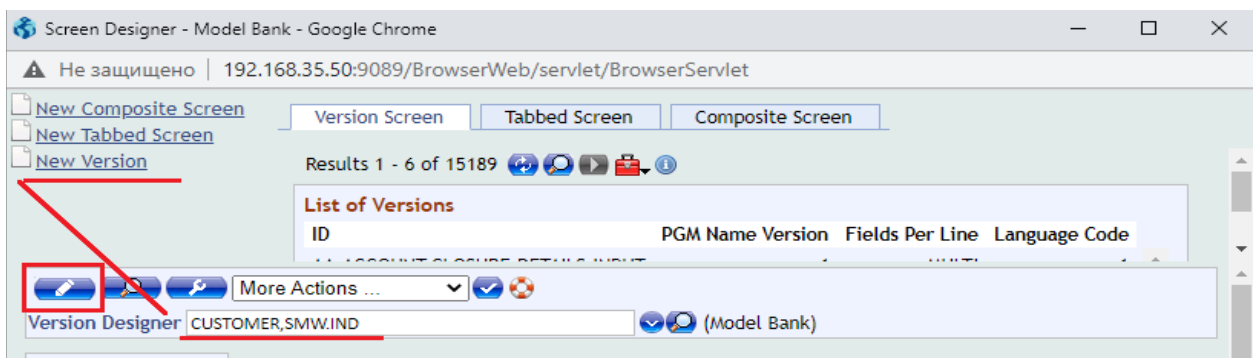 Screen Designer - Model Bank - Google Chrome
Не защищено | 192.168.35.50:9089/BrowserWeb/servlet/BrowserServlet
New Composite Screen
New Tabbed Screen
New Version
Version Screen Tabbed Screen Composite Screen
Results 1 - 6 of 15189
List of Versions
ID PGM Name Version Fields Per Line Language Code
More Actions ...
Version Designer CUSTOMER,SMW.IND (Model Bank)